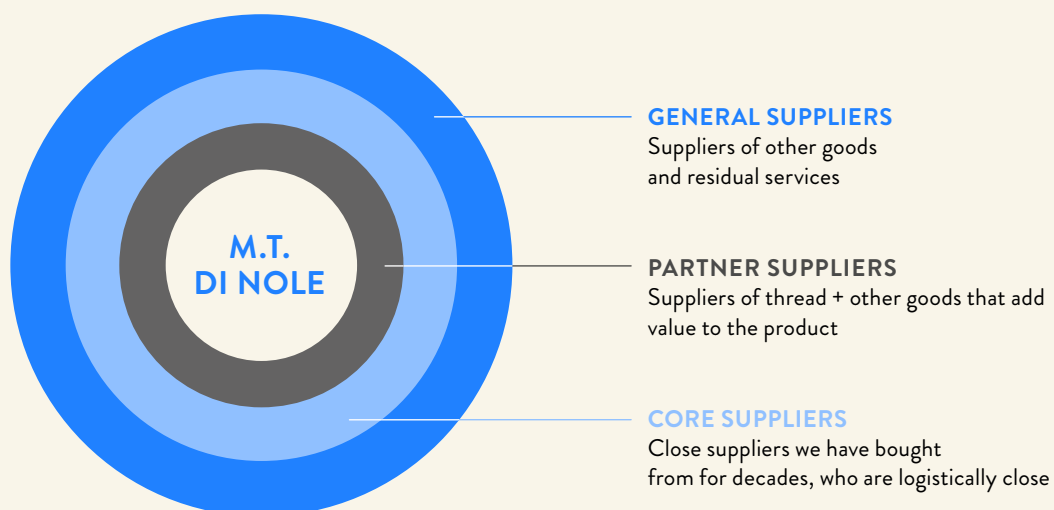 M.T.
DI NOLE
GENERAL SUPPLIERS
Suppliers of other goods
and residual services
PARTNER SUPPLIERS
Suppliers of thread + other goods that add
value to the product
CORE SUPPLIERS
Close suppliers we have bought
from for decades, who are logistically close